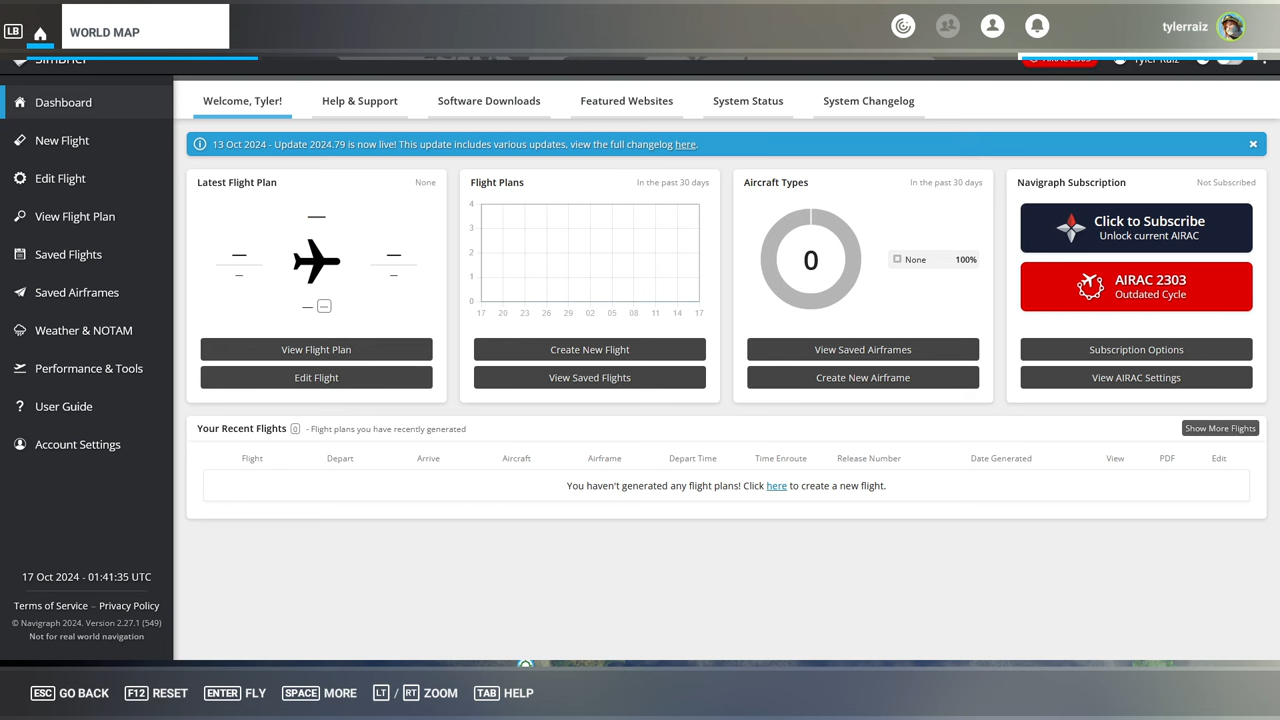 LB
WORLD MAP
tylerraiz
SimBrief
AIRAC 2303
Tyler Raiz
Dashboard
New Flight
Edit Flight
View Flight Plan
Saved Flights
Saved Airframes
Weather & NOTAM
Performance & Tools
User Guide
Account Settings
17 Oct 2024 - 01:41:35 UTC
Terms of Service – Privacy Policy
© Navigraph 2024. Version 2.27.1 (549)
Not for real world navigation
Welcome, Tyler!
Help & Support
Software Downloads
Featured Websites
System Status
System Changelog
13 Oct 2024 - Update 2024.79 is now live! This update includes various updates, view the full changelog here.
Latest Flight Plan
None
View Flight Plan
Edit Flight
Flight Plans
In the past 30 days
4
3
2
1
0
17 20 23 26 29 02 05 08 11 14 17
Create New Flight
View Saved Flights
Aircraft Types
In the past 30 days
0
None 100%
View Saved Airframes
Create New Airframe
Navigraph Subscription
Not Subscribed
Click to Subscribe
Unlock current AIRAC
AIRAC 2303
Outdated Cycle
Subscription Options
View AIRAC Settings
Your Recent Flights 0 - Flight plans you have recently generated
Show More Flights
Flight Depart Arrive Aircraft Airframe Depart Time Time Enroute Release Number Date Generated View PDF Edit
You haven't generated any flight plans! Click here to create a new flight.
ESC GO BACK F12 RESET ENTER FLY SPACE MORE LT / RT ZOOM TAB HELP